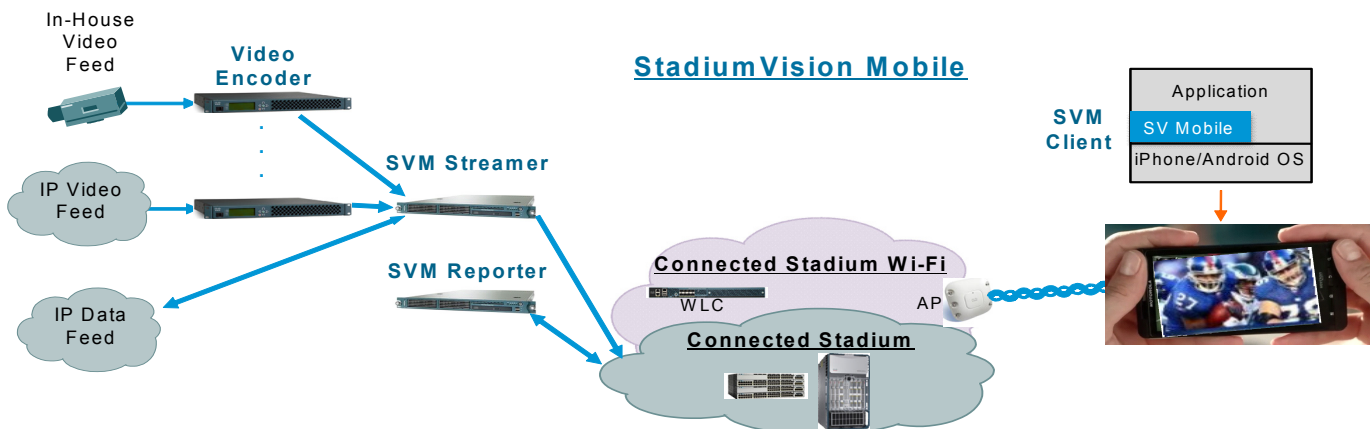 In-House
Video
Feed
Video
Encoder
StadiumVision Mobile
Application
SV Mobile
iPhone/Android OS
SVM
Client
SVM Streamer
IP Video
Feed
SVM Reporter
IP Data
Feed
Connected Stadium Wi-Fi
WLC
AP
Connected Stadium
27